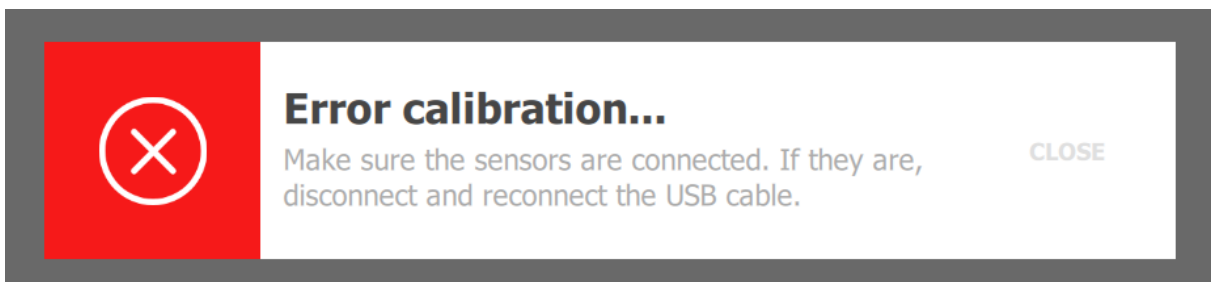 Error calibration...
Make sure the sensors are connected. If they are,
disconnect and reconnect the USB cable.
CLOSE